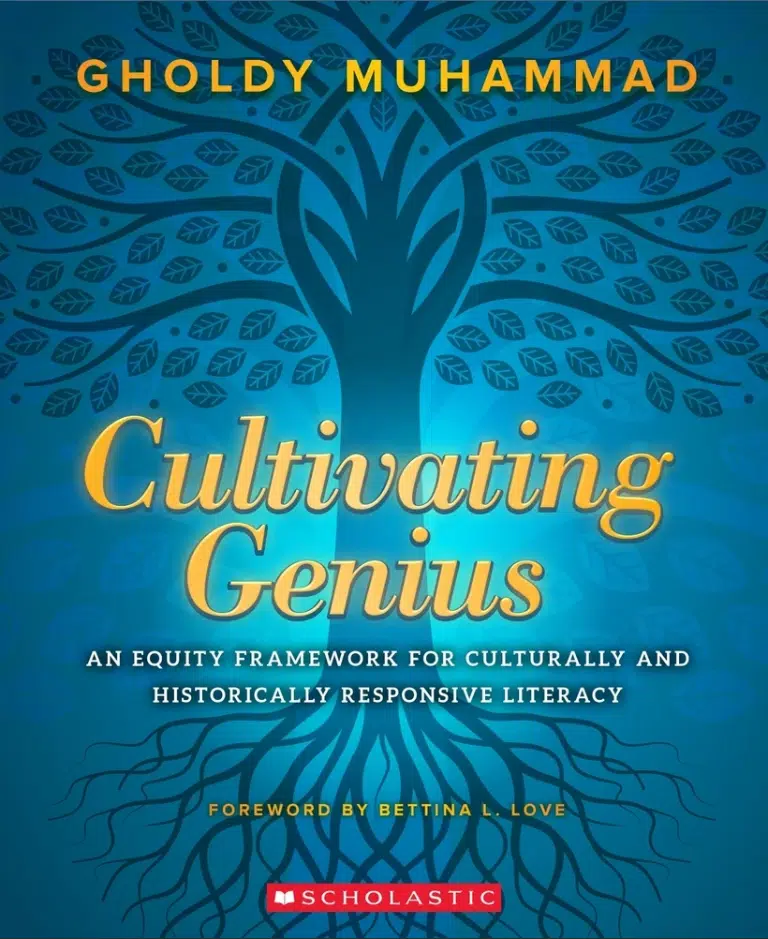 GHOLDY MUHAMMAD
Cultivating
Genius
AN EQUITY FRAMEWORK FOR CULTURALLY AND
HISTORICALLY RESPONSIVE LITERACY
FOREWORD BY BETTINA L. LOVE
SCHOLASTIC